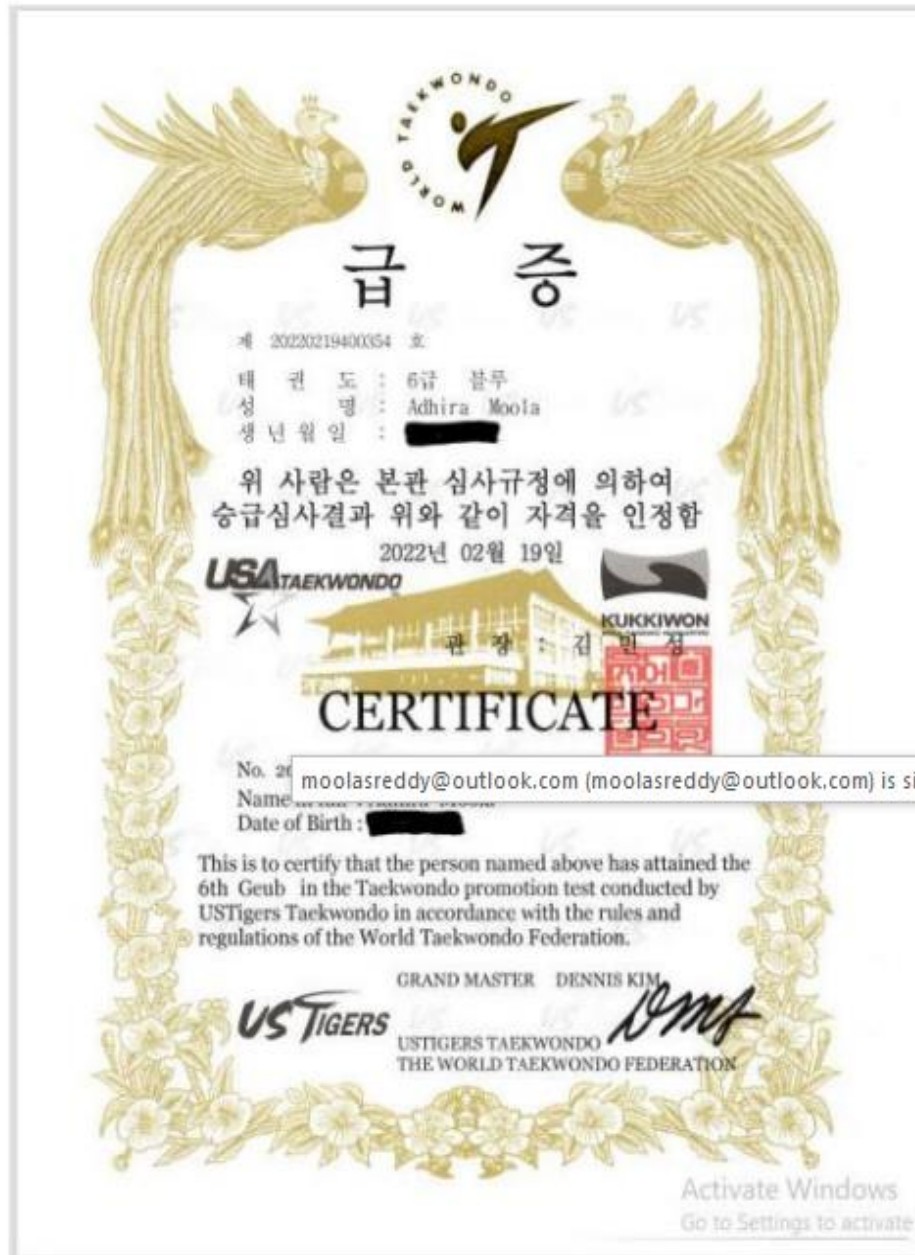 WORLD TAEKWONDO
급 증
제 20220219400354 호
태 권 도 : 6급 블루
성 명 : Adhira Moola
생 년 월 일 :
위 사람은 본관 심사규정에 의하여
승급심사결과 위와 같이 자격을 인정함
2022년 02월 19일
USA TAEKWONDO
KUKKIWON
관 장 : 김 민 정
CERTIFICATE
No. 20
moolasreddy@outlook.com (moolasreddy@outlook.com) is si
Name
Date of Birth :
This is to certify that the person named above has attained the
6th Geub in the Taekwondo promotion test conducted by
USTigers Taekwondo in accordance with the rules and
regulations of the World Taekwondo Federation.
GRAND MASTER DENNIS KIM
US TIGERS
USTIGERS TAEKWONDO
THE WORLD TAEKWONDO FEDERATION
Activate Windows
Go to Settings to activate